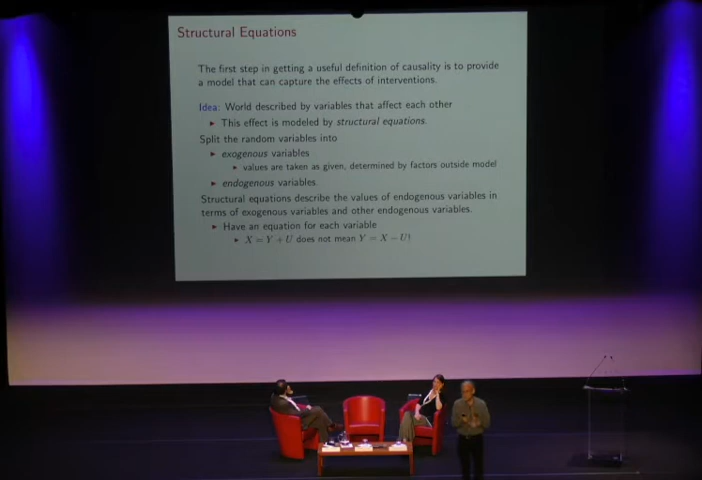 Structural Equations
The first step in getting a useful definition of causality is to provide
a model that can capture the effects of interventions.
Idea: World described by variables that affect each other
▸ This effect is modeled by structural equations.
Split the random variables into
▸ exogenous variables
▸ values are taken as given, determined by factors outside model
▸ endogenous variables.
Structural equations describe the values of endogenous variables in
terms of exogenous variables and other endogenous variables.
▸ Have an equation for each variable
▸ X = Y + U does not mean Y = X − U!